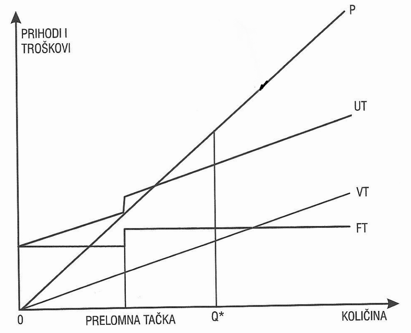 PRIHODI I
TROŠKOVI
P
UT
VT
FT
0
PRELOMNA TAČKA
Q*
KOLIČINA